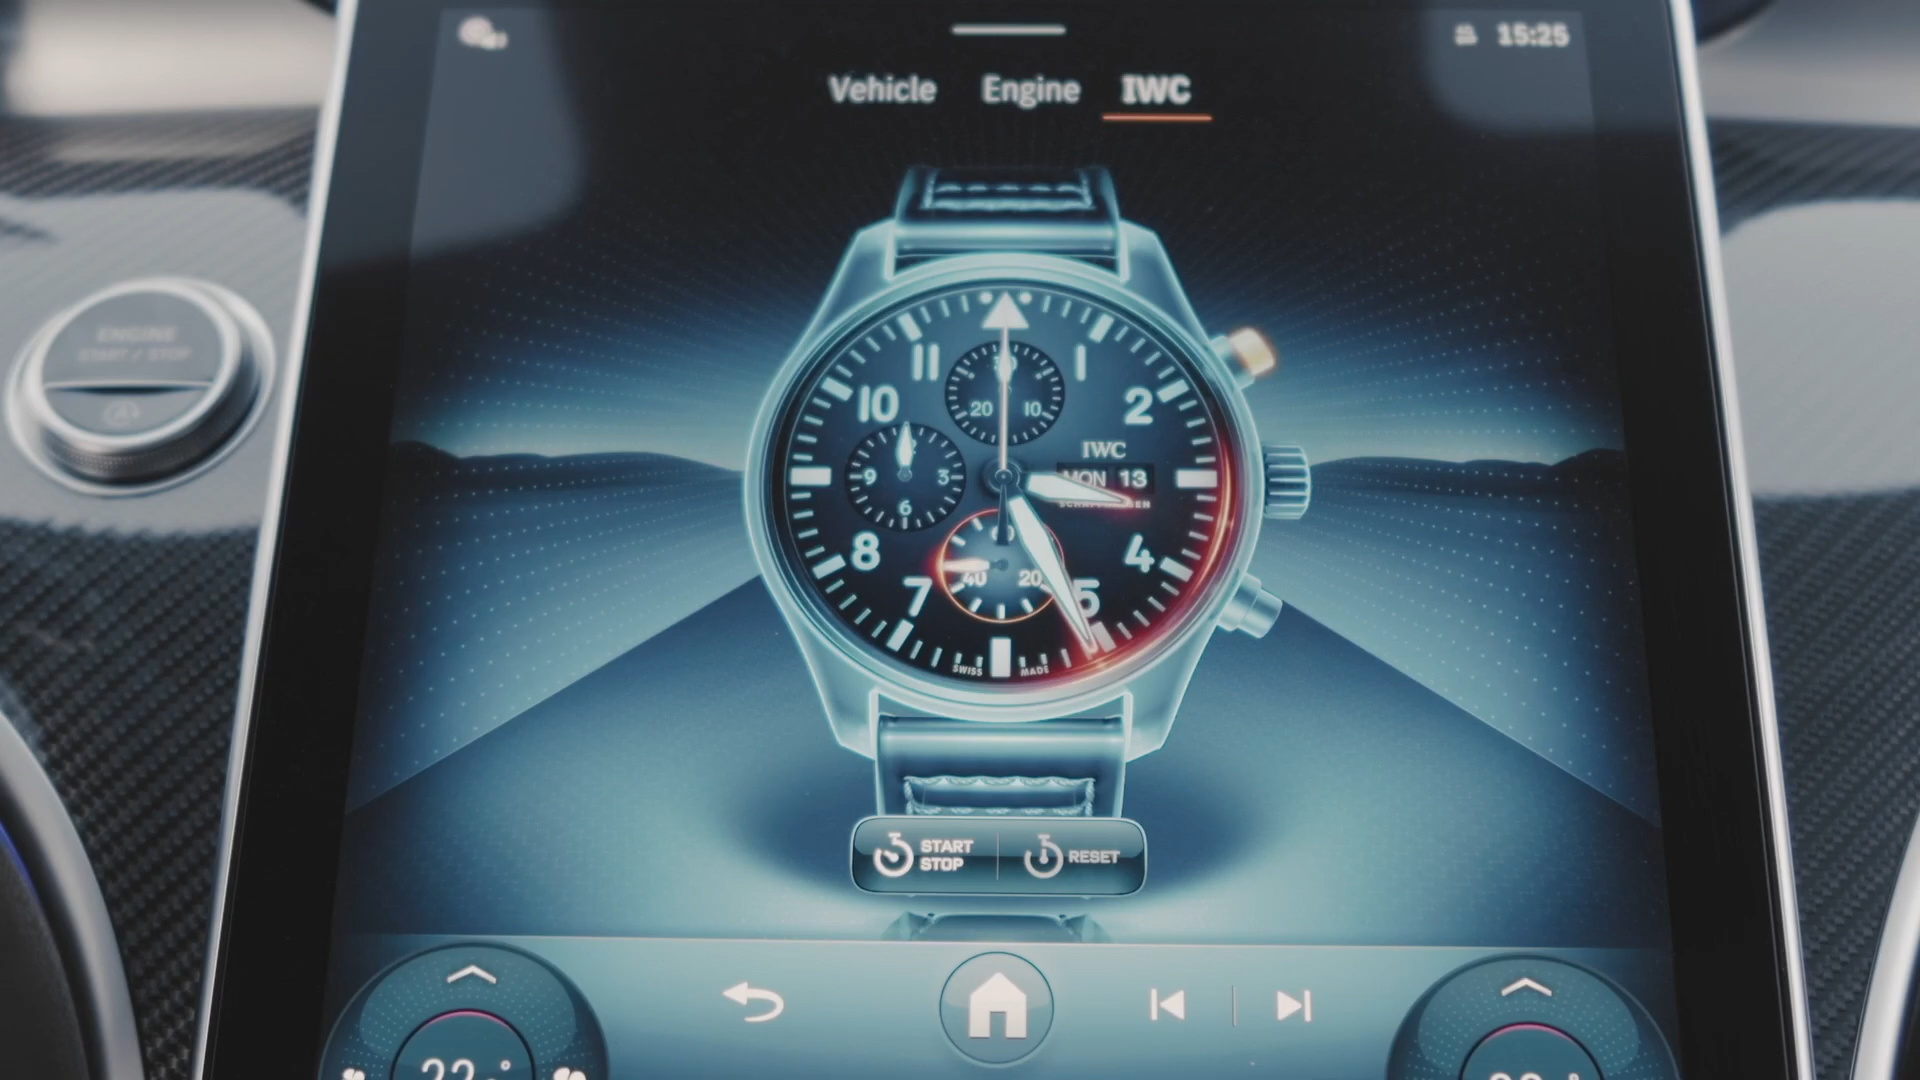 15:25
Vehicle Engine IWC
ENGINE
START / STOP
11 1
10 2
20 10
IWC
9 3
MON 13
6
8 4
40 20
7 5
SWISS MADE
START
STOP
RESET